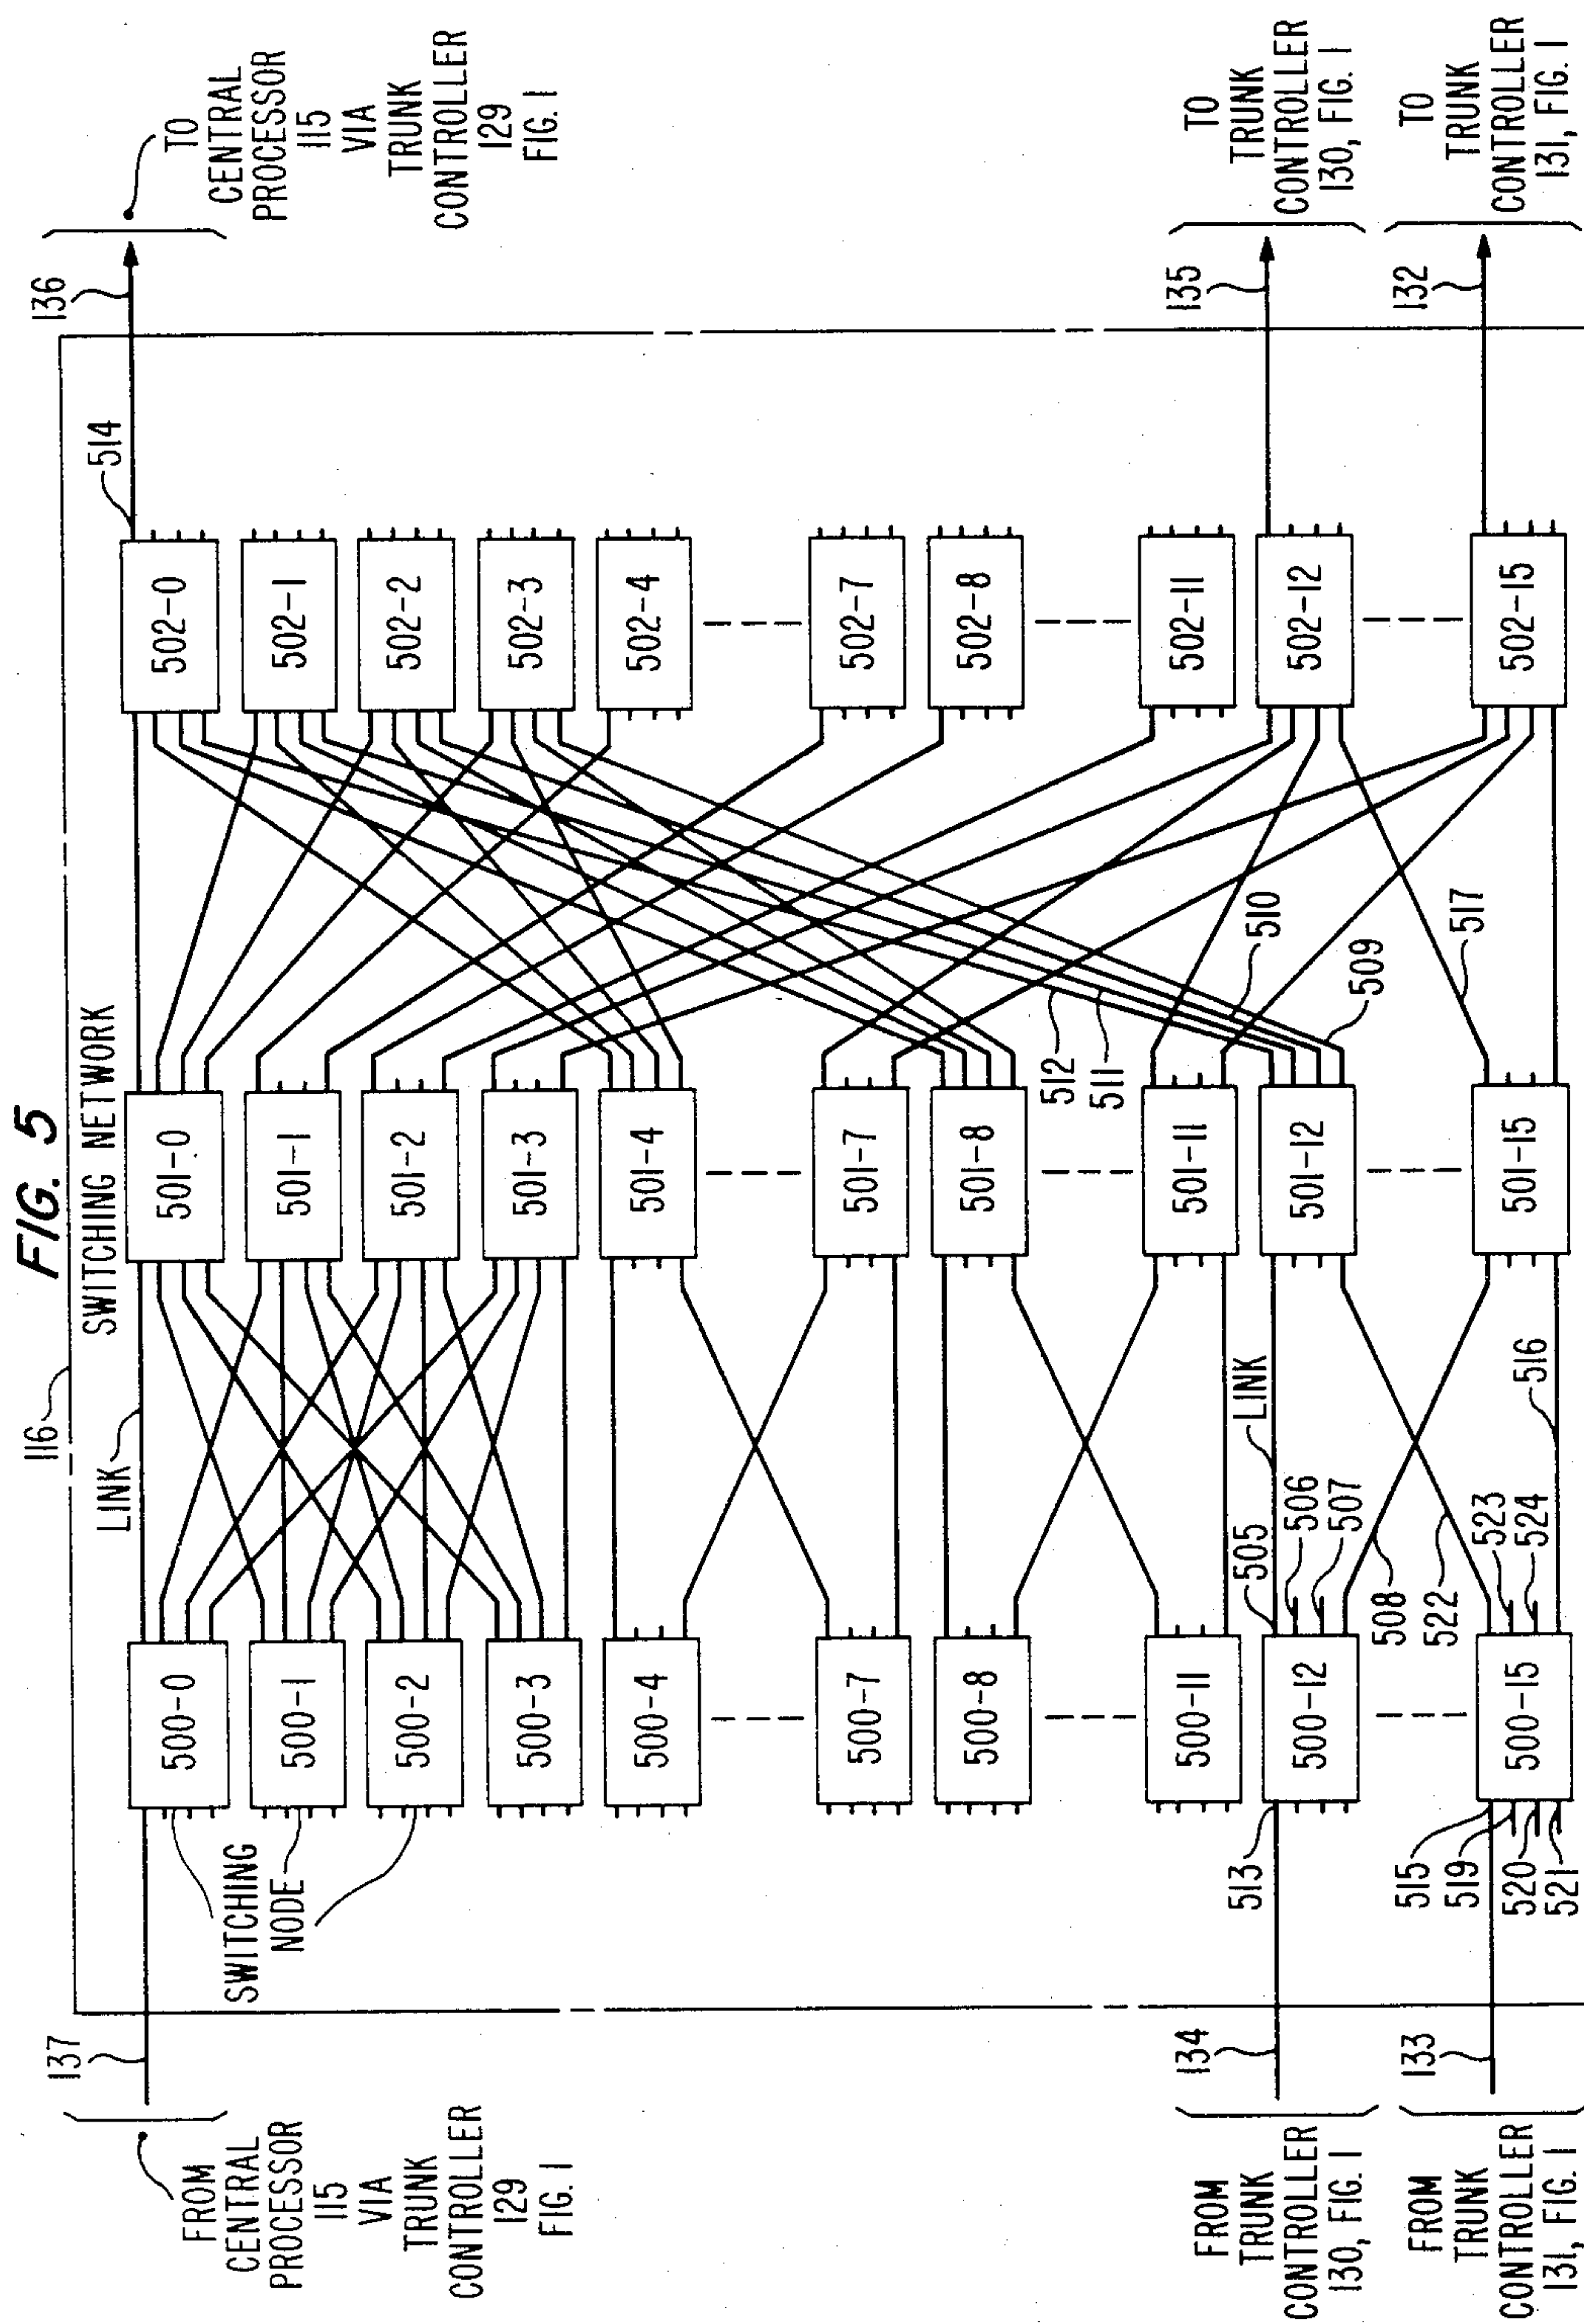 FIG. 5
116
SWITCHING NETWORK
137
FROM
CENTRAL
PROCESSOR
115
VIA
TRUNK
CONTROLLER
129
FIG. 1
134
FROM
TRUNK
CONTROLLER
130, FIG. 1
133
FROM
TRUNK
CONTROLLER
131, FIG. 1
SWITCHING
NODE
513
515
519
520
521
500-0
500-1
500-2
500-3
500-4
500-7
500-8
500-11
500-12
500-15
LINK
505
LINK
506
507
508
522
523
524
516
501-0
501-1
501-2
501-3
501-4
501-7
501-8
501-11
501-12
501-15
512
511
510
509
517
502-0
502-1
502-2
502-3
502-4
502-7
502-8
502-11
502-12
502-15
514
136
TO
CENTRAL
PROCESSOR
115
VIA
TRUNK
CONTROLLER
129
FIG. 1
135
TO
TRUNK
CONTROLLER
130, FIG. 1
132
TO
TRUNK
CONTROLLER
131, FIG. 1